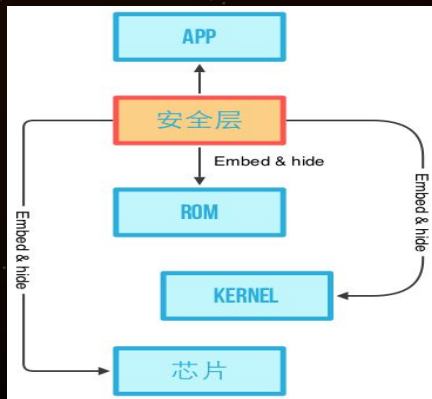 APP
安全层
Embed & hide
ROM
Embed & hide
Embed & hide
KERNEL
芯片